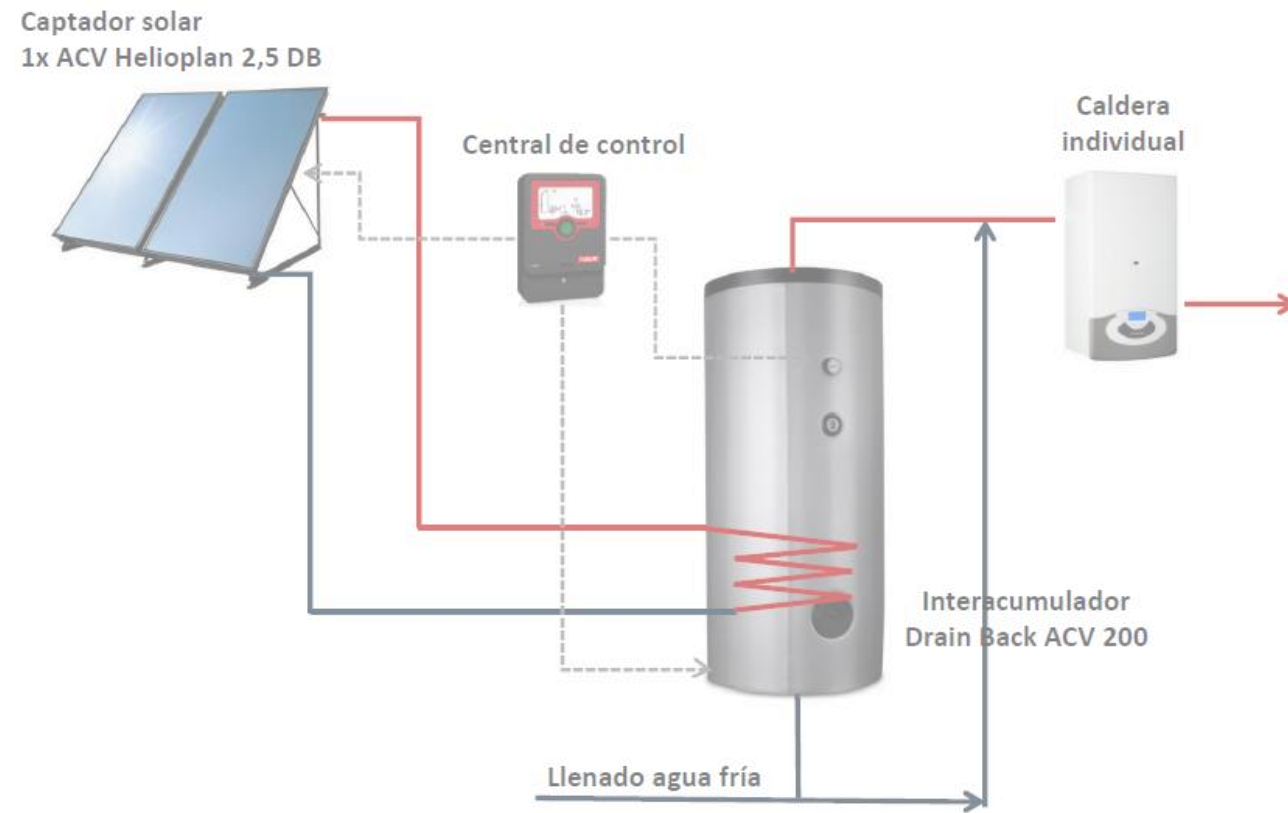 Captador solar
1x ACV Helioplan 2,5 DB
Central de control
Caldera
individual
Interacumulador
Drain Back ACV 200
Llenado agua fría